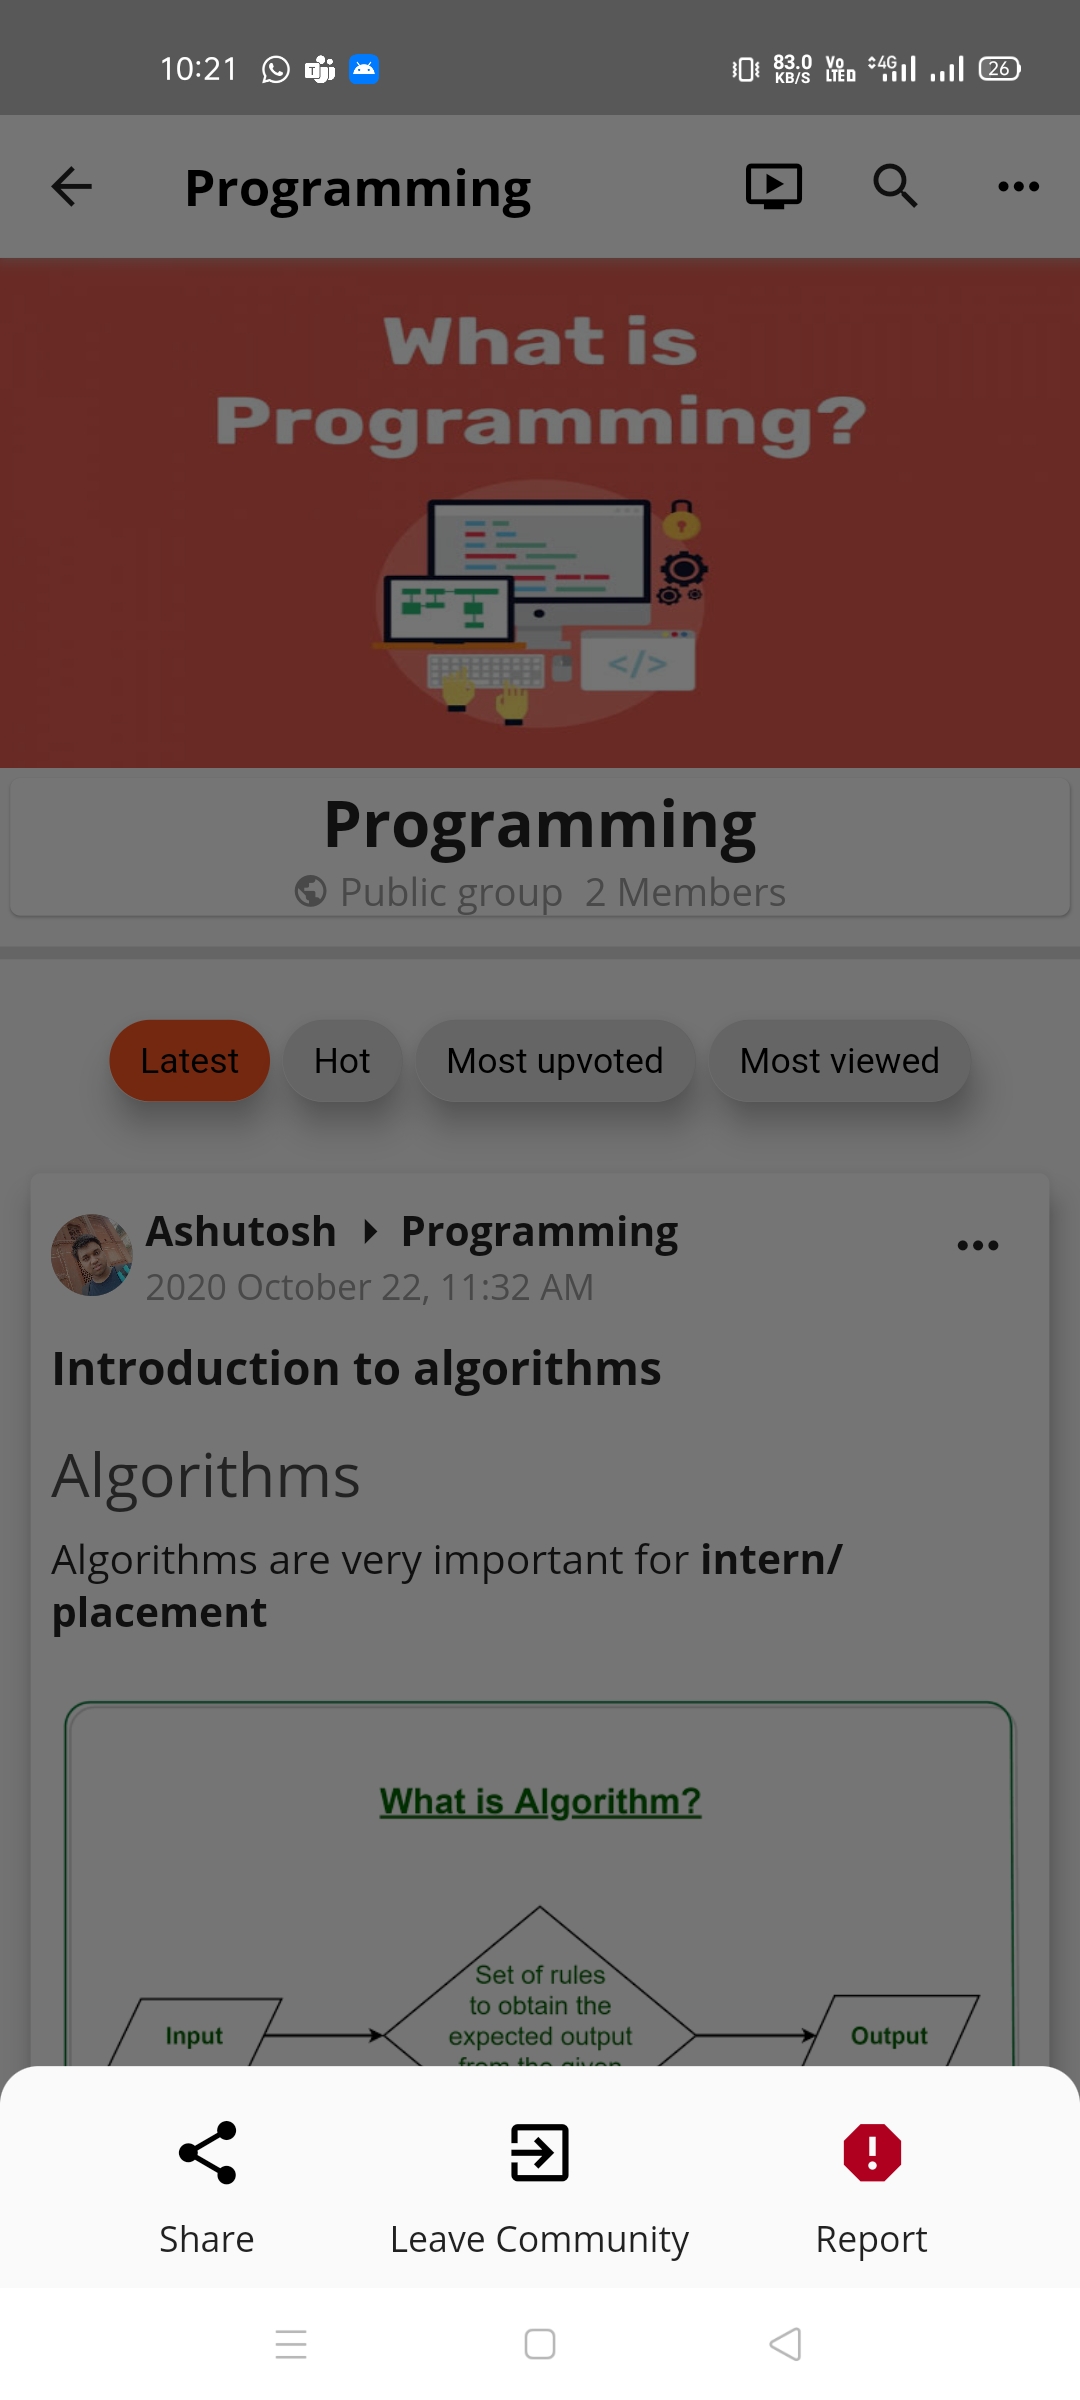 10:21
83.0
KB/S
Vo
LTE D
4G
26
Programming
What is
Programming?
</>
Programming
Public group 2 Members
Latest Hot Most upvoted Most viewed
Ashutosh Programming
2020 October 22, 11:32 AM
Introduction to algorithms
Algorithms
Algorithms are very important for intern/
placement
What is Algorithm?
Set of rules
to obtain the
expected output
from the given
Input
Output
Share Leave Community Report